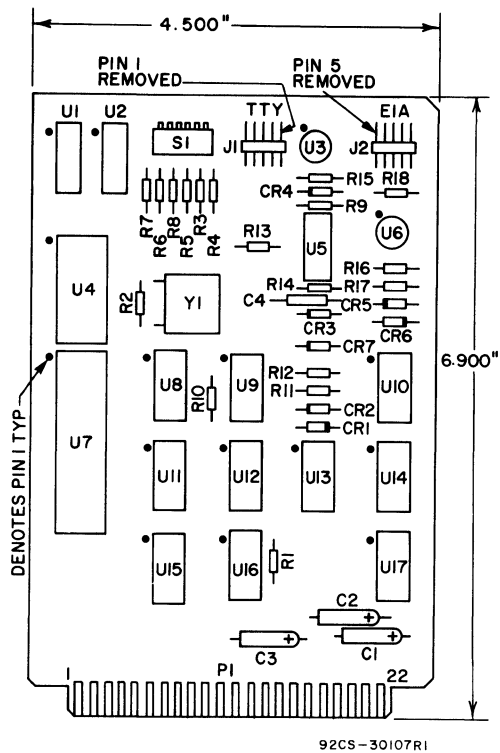 4.500"
PIN 1
REMOVED
PIN 5
REMOVED
U1 U2
TTY
EIA
S1
J1
U3
J2
R15
R18
CR4
R9
R7
R6
R8
R5
R3
R4
R13
U5
U6
U4
R2
Y1
R14
C4
CR3
R16
R17
CR5
CR6
CR7
6.900"
U7
U8
R10
U9
R12
R11
U10
CR2
CR1
DENOTES PIN 1 TYP
U11
U12
U13
U14
U15
U16
R1
U17
C2
+
C3
+
C1
+
1
P1
22
92CS-30107R1